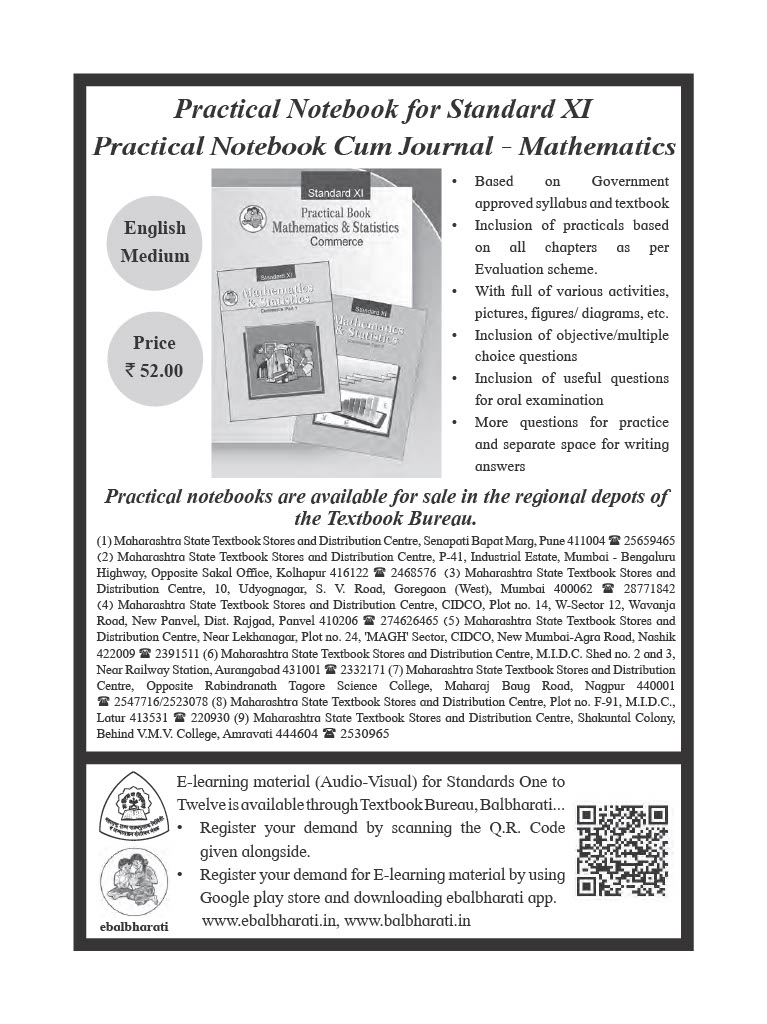 Practical Notebook for Standard XI
Practical Notebook Cum Journal - Mathematics
English
Medium
Price
₹ 52.00
Standard XI
Practical Book
Mathematics & Statistics
Commerce
Standard XI
Mathematics
& Statistics
Commerce Part 1
Standard XI
Mathematics
& Statistics
• Based on Government
approved syllabus and textbook
• Inclusion of practicals based
on all chapters as per
Evaluation scheme.
• With full of various activities,
pictures, figures/ diagrams, etc.
• Inclusion of objective/multiple
choice questions
• Inclusion of useful questions
for oral examination
• More questions for practice
and separate space for writing
answers
Practical notebooks are available for sale in the regional depots of
the Textbook Bureau.
(1) Maharashtra State Textbook Stores and Distribution Centre, Senapati Bapat Marg, Pune 411004 ☎ 25659465
(2) Maharashtra State Textbook Stores and Distribution Centre, P-41, Industrial Estate, Mumbai - Bengaluru
Highway, Opposite Sakal Office, Kolhapur 416122 ☎ 2468576 (3) Maharashtra State Textbook Stores and
Distribution Centre, 10, Udyognagar, S. V. Road, Goregaon (West), Mumbai 400062 ☎ 28771842
(4) Maharashtra State Textbook Stores and Distribution Centre, CIDCO, Plot no. 14, W-Sector 12, Wavanja
Road, New Panvel, Dist. Rajgad, Panvel 410206 ☎ 274626465 (5) Maharashtra State Textbook Stores and
Distribution Centre, Near Lekhanagar, Plot no. 24, 'MAGH' Sector, CIDCO, New Mumbai-Agra Road, Nashik
422009 ☎ 2391511 (6) Maharashtra State Textbook Stores and Distribution Centre, M.I.D.C. Shed no. 2 and 3,
Near Railway Station, Aurangabad 431001 ☎ 2332171 (7) Maharashtra State Textbook Stores and Distribution
Centre, Opposite Rabindranath Tagore Science College, Maharaj Baug Road, Nagpur 440001
☎ 2547716/2523078 (8) Maharashtra State Textbook Stores and Distribution Centre, Plot no. F-91, M.I.D.C.,
Latur 413531 ☎ 220930 (9) Maharashtra State Textbook Stores and Distribution Centre, Shakuntal Colony,
Behind V.M.V. College, Amravati 444604 ☎ 2530965
E-learning material (Audio-Visual) for Standards One to
Twelve is available through Textbook Bureau, Balbharati...
• Register your demand by scanning the Q.R. Code
given alongside.
• Register your demand for E-learning material by using
Google play store and downloading ebalbharati app.
www.ebalbharati.in, www.balbharati.in
ebalbharati